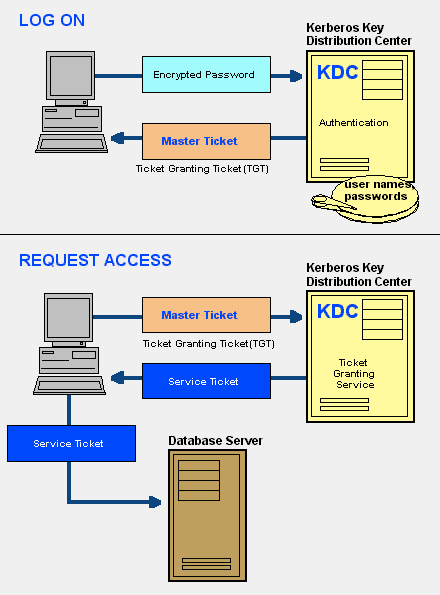 LOG ON
Kerberos Key
Distribution Center
KDC
Encrypted Password
Authentication
Master Ticket
Ticket Granting Ticket(TGT)
user names
passwords
REQUEST ACCESS
Kerberos Key
Distribution Center
KDC
Master Ticket
Ticket Granting Ticket(TGT)
Ticket
Granting
Service
Service Ticket
Service Ticket
Database Server